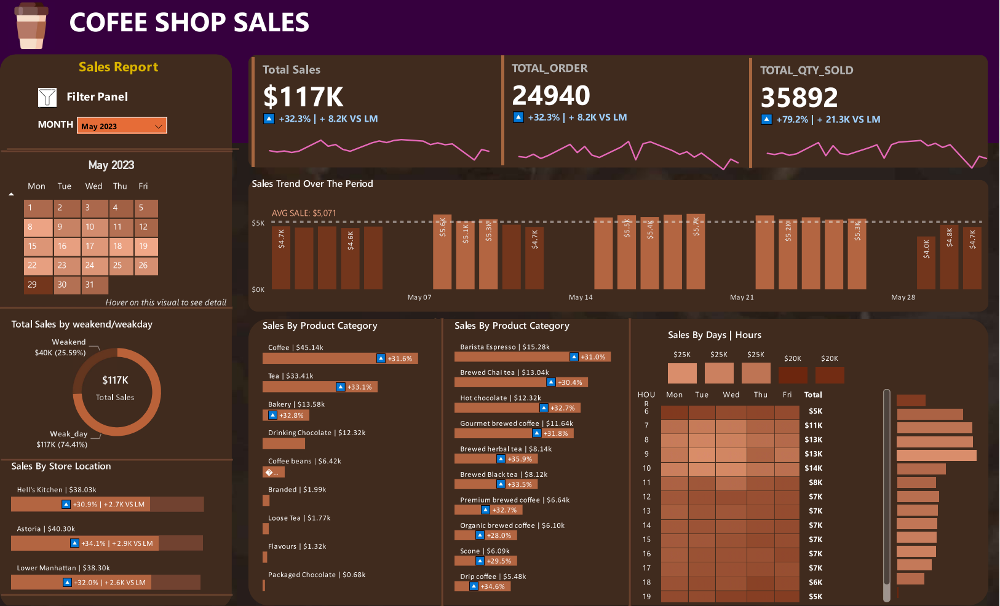 COFEE SHOP SALES
Sales Report
Filter Panel
MONTH
May 2023
Total Sales
$117K
+32.3% | + 8.2K VS LM
TOTAL_ORDER
24940
+32.3% | + 8.2K VS LM
TOTAL_QTY_SOLD
35892
+79.2% | + 21.3K VS LM
May 2023
Mon Tue Wed Thu Fri
1 2 3 4 5
8 9 10 11 12
15 16 17 18 19
22 23 24 25 26
29 30 31
Hover on this visual to see detail
Sales Trend Over The Period
AVG SALE: $5,071
$5K
$0K
$4.7K
$4.6K
$5.6K
$5.1K
$5.3K
$4.7K
$5.5K
$5.4K
$5.7K
$5.2K
$5.3K
$4.0K
$4.8K
$4.7K
May 07 May 14 May 21 May 28
Total Sales by weakend/weakday
Weakend
$40K (25.59%)
$117K
Total Sales
Weak_day
$117K (74.41%)
Sales By Store Location
Hell's Kitchen | $38.03k
+30.9% | +2.7K VS LM
Astoria | $40.30k
+34.1% | +2.9K VS LM
Lower Manhattan | $38.30k
+32.0% | +2.6K VS LM
Sales By Product Category
Coffee | $45.14k
+31.6%
Tea | $33.41k
+33.1%
Bakery | $13.58k
+32.8%
Drinking Chocolate | $12.32k
Coffee beans | $6.42k
�...
Branded | $1.99k
Loose Tea | $1.77k
Flavours | $1.32k
Packaged Chocolate | $0.68k
Sales By Product Category
Barista Espresso | $15.28k
+31.0%
Brewed Chai tea | $13.04k
+30.4%
Hot chocolate | $12.32k
+32.7%
Gourmet brewed coffee | $11.64k
+31.8%
Brewed herbal tea | $8.14k
+35.9%
Brewed Black tea | $8.12k
+33.5%
Premium brewed coffee | $6.64k
+32.7%
Organic brewed coffee | $6.10k
+28.0%
Scone | $6.09k
+29.5%
Drip coffee | $5.48k
+34.6%
Sales By Days | Hours
$25K $25K $25K $20K $20K
HOU
R
Mon Tue Wed Thu Fri Total
6 $5K
7 $11K
8 $13K
9 $13K
10 $14K
11 $8K
12 $7K
13 $7K
14 $7K
15 $7K
16 $7K
17 $7K
18 $6K
19 $5K